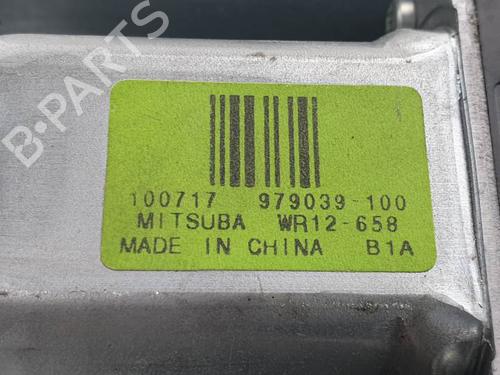 B-PARTS
100717 979039-100
MITSUBA WR12-658
MADE IN CHINA B1A